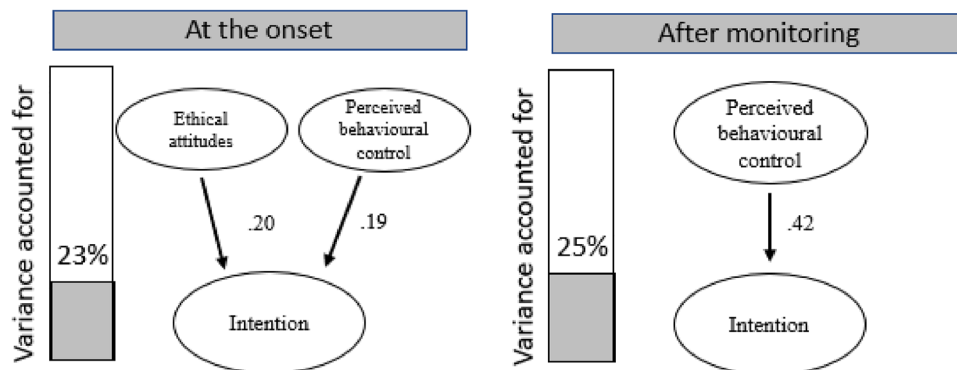 At the onset
Variance accounted for
23%
Ethical
attitudes
Perceived
behavioural
control
.20
.19
Intention
After monitoring
Variance accounted for
25%
Perceived
behavioural
control
.42
Intention